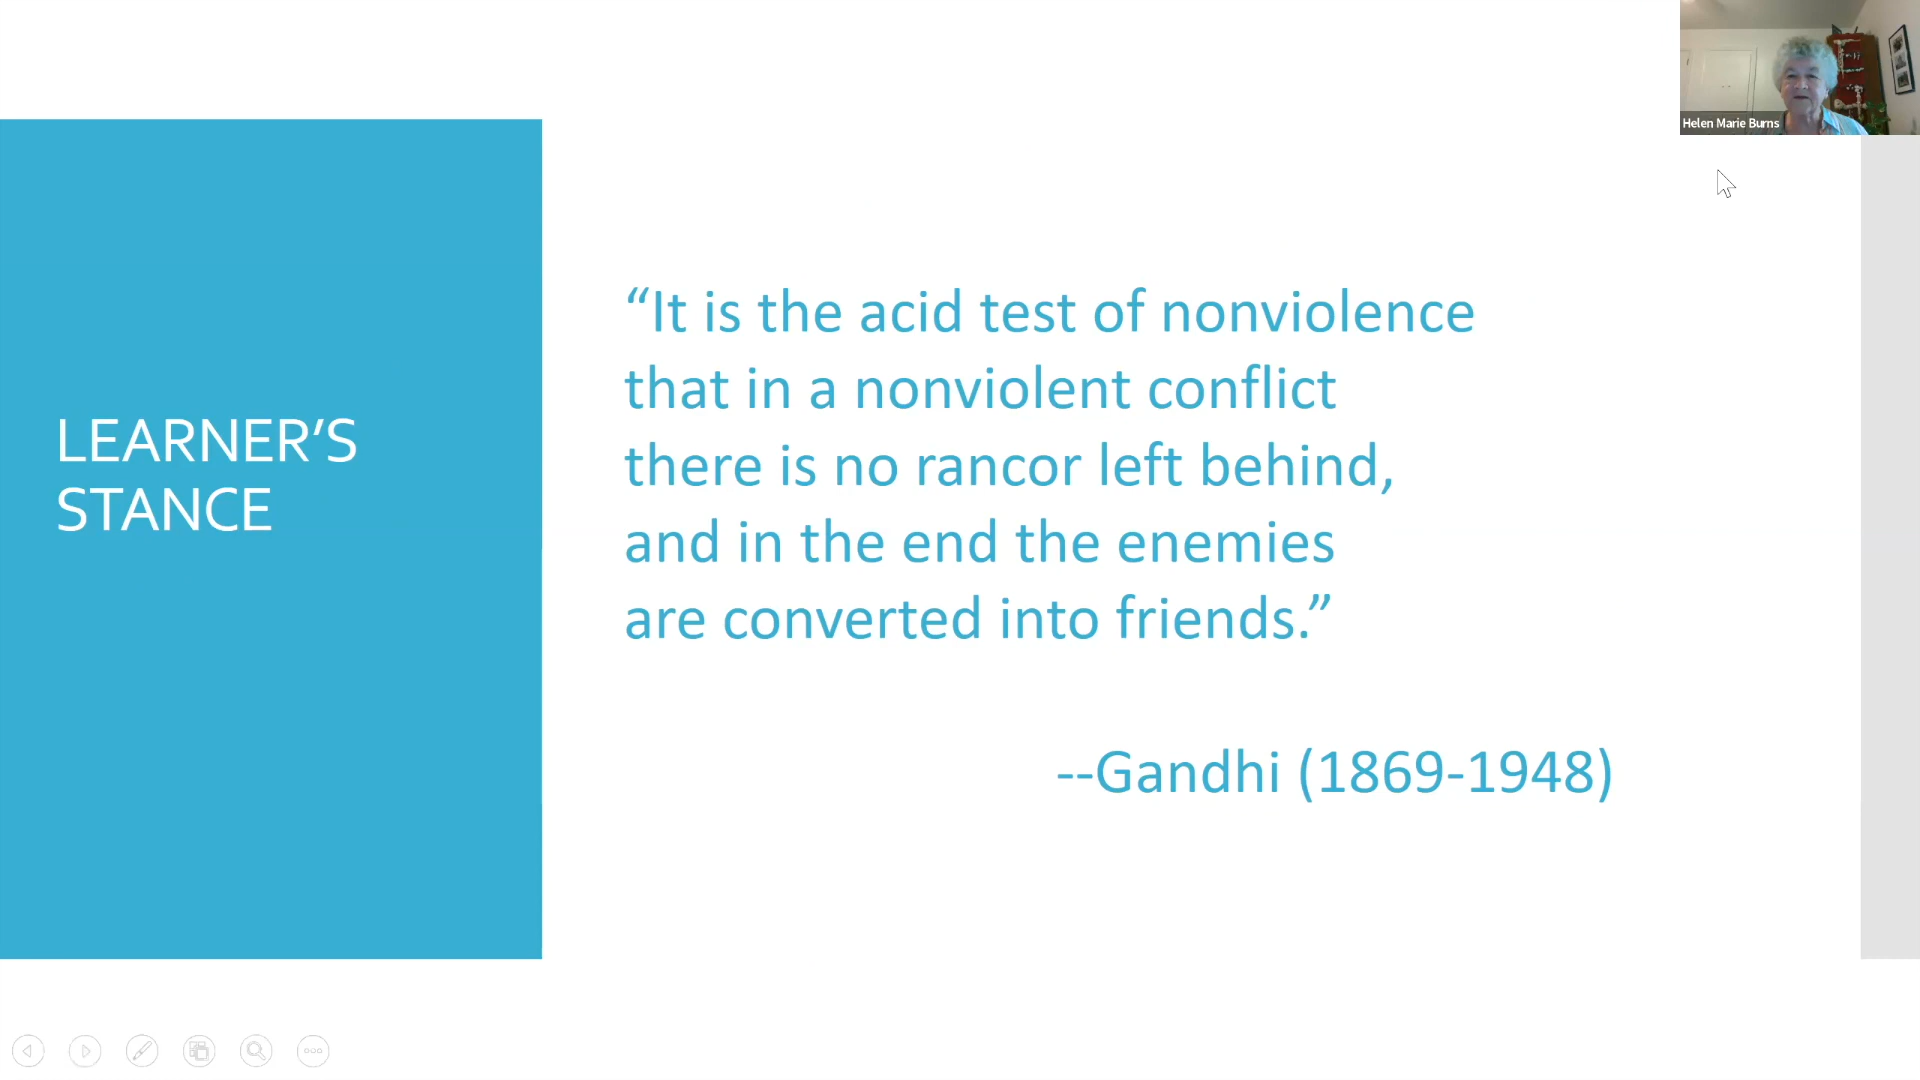 Helen Marie Burns
LEARNER’S
STANCE
“It is the acid test of nonviolence
that in a nonviolent conflict
there is no rancor left behind,
and in the end the enemies
are converted into friends.”
--Gandhi (1869-1948)